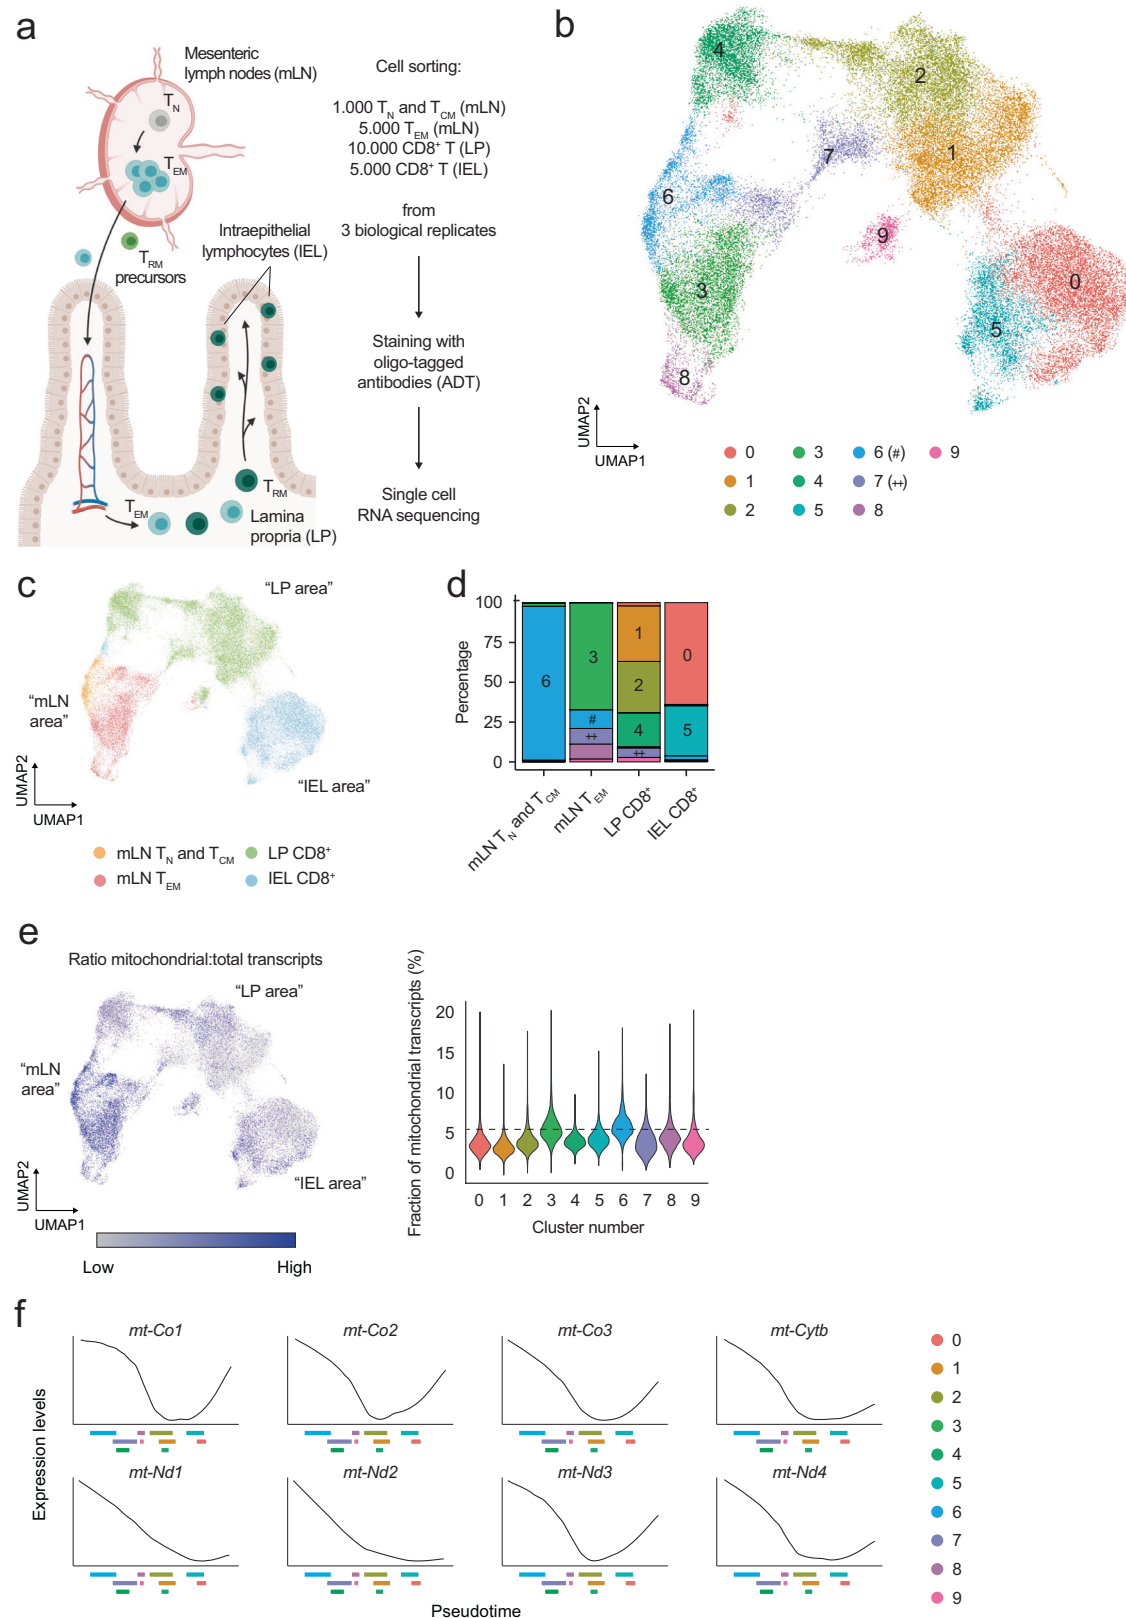 a
Mesenteric
lymph nodes (mLN)
TN
TEM
TRM
precursors
Intraepithelial
lymphocytes (IEL)
TRM
TEM
Lamina
propria (LP)
Cell sorting:
1.000 TN and TCM (mLN)
5.000 TEM (mLN)
10.000 CD8+ T (LP)
5.000 CD8+ T (IEL)
from
3 biological replicates
Staining with
oligo-tagged
antibodies (ADT)
Single cell
RNA sequencing
b
4
2
1
7
6
9
3
0
5
8
UMAP2
UMAP1
0 3 6 (#) 9
1 4 7 (++)
2 5 8
c
"LP area"
"mLN
area"
"IEL area"
UMAP2
UMAP1
mLN TN and TCM LP CD8+
mLN TEM IEL CD8+
d
Percentage
100
75
50
25
0
6
3
#
++
1
2
4
++
0
5
mLN TN and TCM
mLN TEM
LP CD8+
IEL CD8+
e
Ratio mitochondrial:total transcripts
"LP area"
"mLN
area"
"IEL area"
UMAP2
UMAP1
Low High
Fraction of mitochondrial transcripts (%)
20
15
10
5
0
0 1 2 3 4 5 6 7 8 9
Cluster number
f
Expression levels
mt-Co1 mt-Co2 mt-Co3 mt-Cytb
mt-Nd1 mt-Nd2 mt-Nd3 mt-Nd4
Pseudotime
0
1
2
3
4
5
6
7
8
9